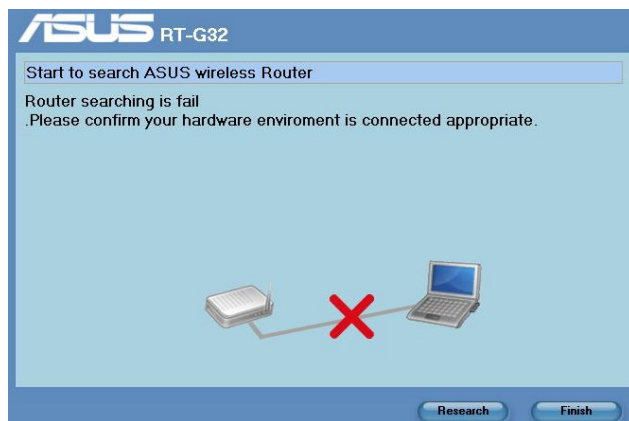 ASUS RT-G32
Start to search ASUS wireless Router
Router searching is fail
.Please confirm your hardware enviroment is connected appropriate.
Research Finish